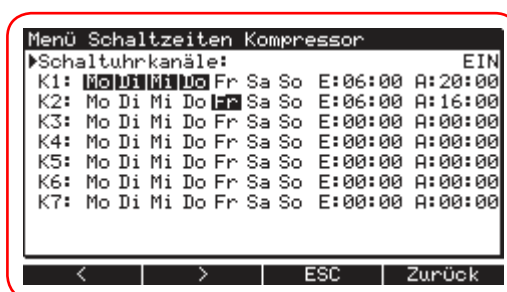 Menü Schaltzeiten Kompressor
▶Schaltuhrkanäle: EIN
K1: Mo Di Mi Do Fr Sa So E:06:00 A:20:00
K2: Mo Di Mi Do Fr Sa So E:06:00 A:16:00
K3: Mo Di Mi Do Fr Sa So E:00:00 A:00:00
K4: Mo Di Mi Do Fr Sa So E:00:00 A:00:00
K5: Mo Di Mi Do Fr Sa So E:00:00 A:00:00
K6: Mo Di Mi Do Fr Sa So E:00:00 A:00:00
K7: Mo Di Mi Do Fr Sa So E:00:00 A:00:00
< > ESC Zurück